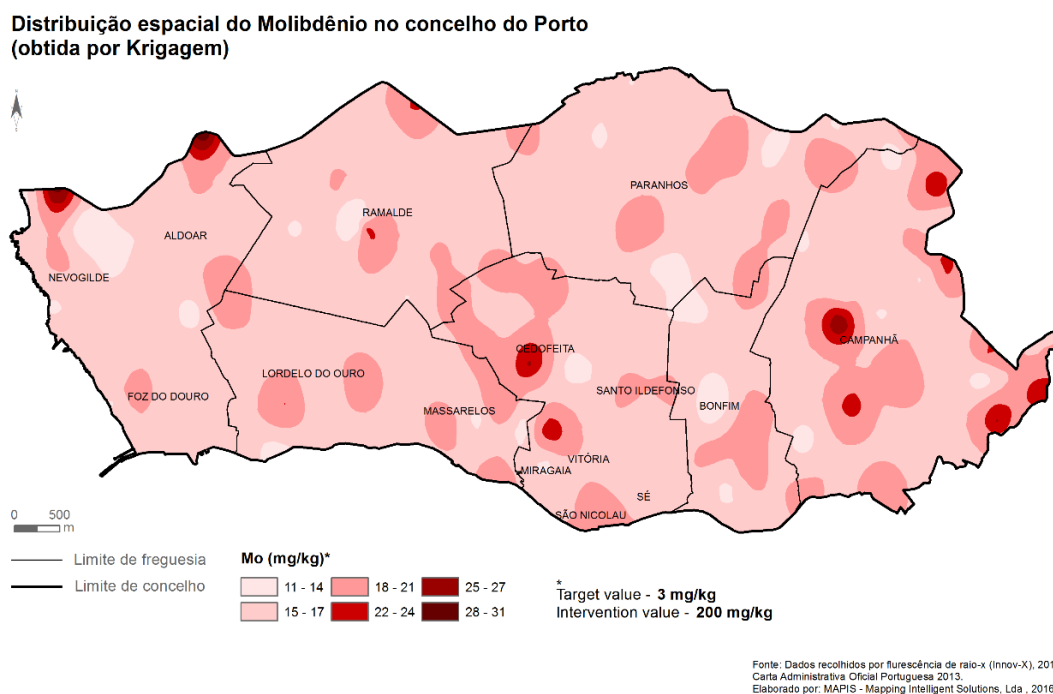 Distribuição espacial do Molibdênio no concelho do Porto
(obtida por Krigagem)
PARANHOS
RAMALDE
ALDOAR
NEVOGILDE
CEDOFEITA
CAMPANHÃ
LORDELO DO OURO
SANTO ILDEFONSO
FOZ DO DOURO
MASSARELOS
BONFIM
VITÓRIA
MIRAGAIA
SÉ
SÃO NICOLAU
0 500
m
Limite de freguesia
Limite de concelho
Mo (mg/kg)*
11 - 14
18 - 21
25 - 27
15 - 17
22 - 24
28 - 31
*
Target value - 3 mg/kg
Intervention value - 200 mg/kg
Fonte: Dados recolhidos por flurescência de raio-x (Innov-X), 201
Carta Administrativa Oficial Portuguesa 2013.
Elaborado por: MAPIS - Mapping Intelligent Solutions, Lda , 2016